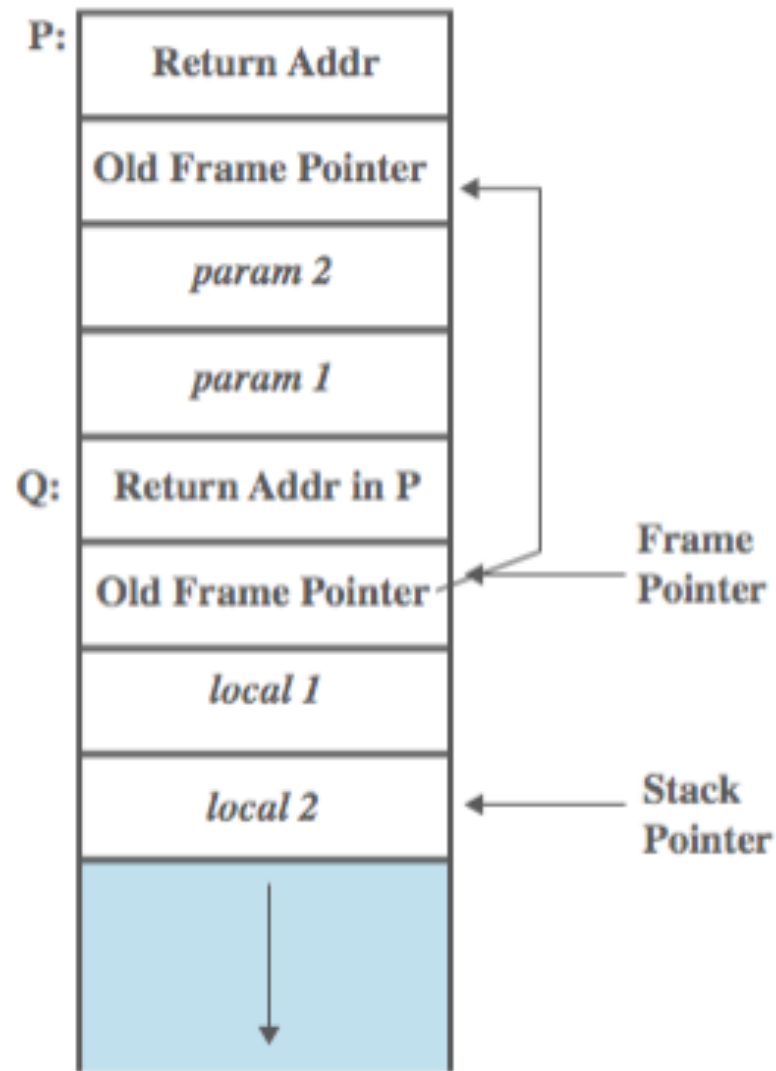 P:
Return Addr
Old Frame Pointer
param 2
param 1
Q:
Return Addr in P
Old Frame Pointer
Frame
Pointer
local 1
local 2
Stack
Pointer